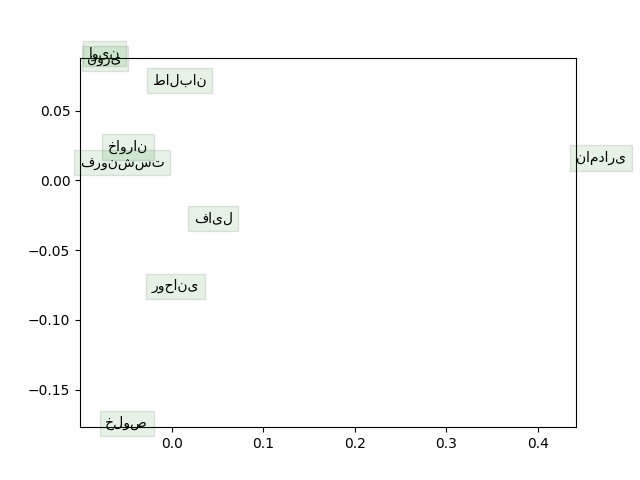 اوین
نوری
طالبان
0.05
خاوران
فرونشست
نامداری
0.00
فایل
−0.05
روحانی
−0.10
−0.15
خلوص
0.0 0.1 0.2 0.3 0.4